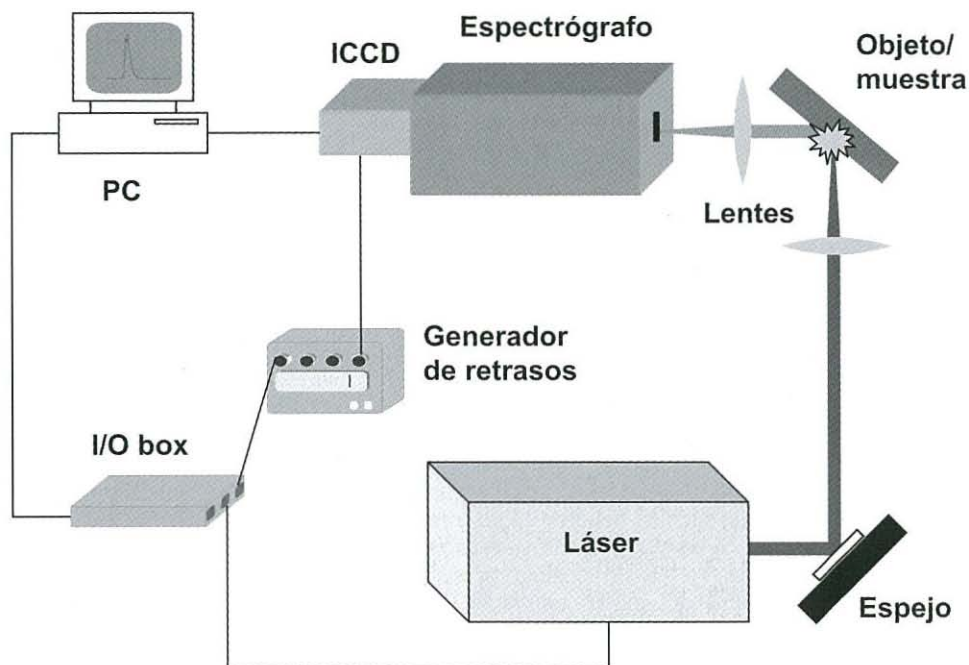 Espectrógrafo
ICCD
Objeto/
muestra
PC
Lentes
Generador
de retrasos
I/O box
Láser
Espejo